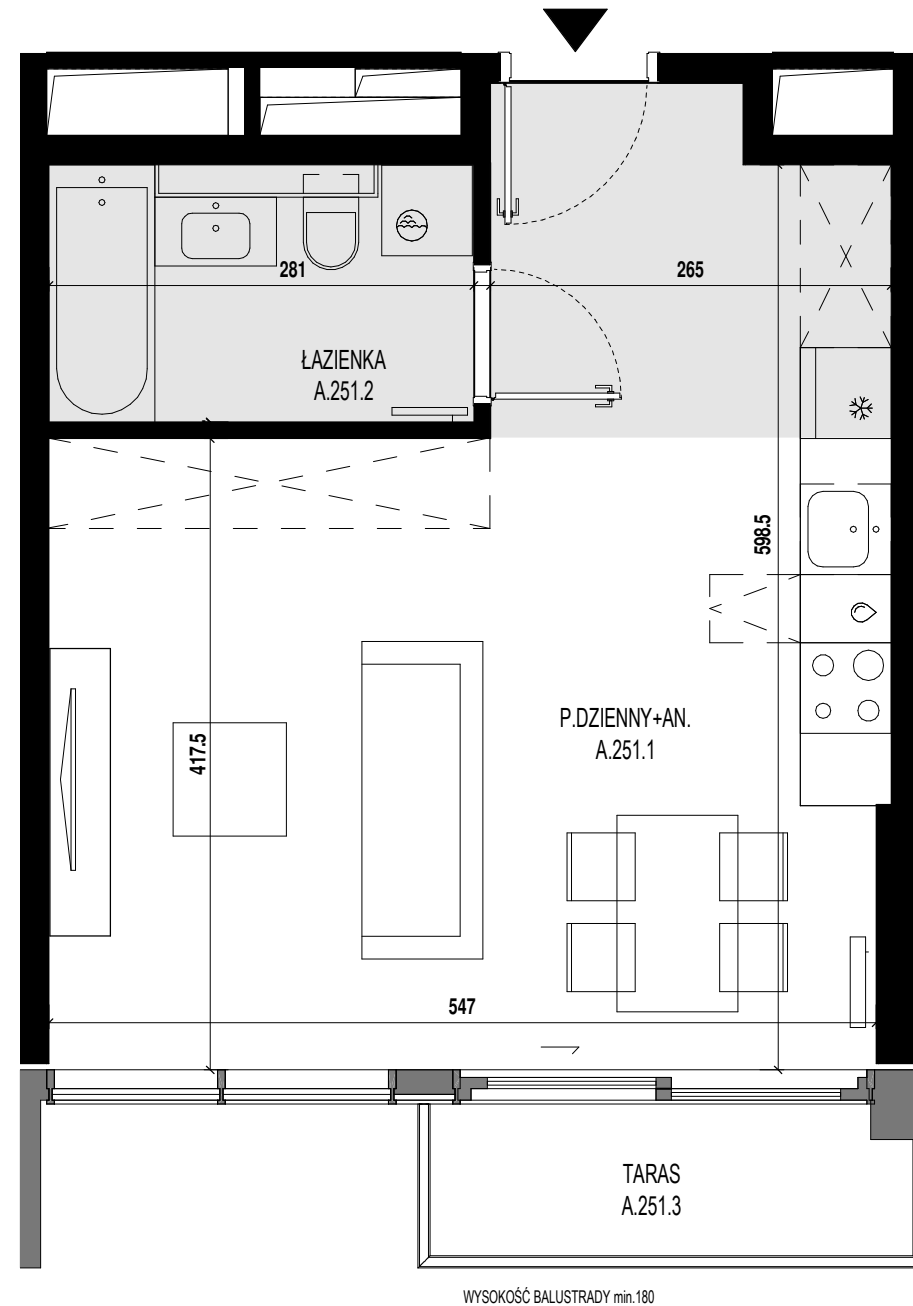 281
265
ŁAZIENKA
A.251.2
598.5
417.5
P.DZIENNY+AN.
A.251.1
547
TARAS
A.251.3
WYSOKOŚĆ BALUSTRADY min.180